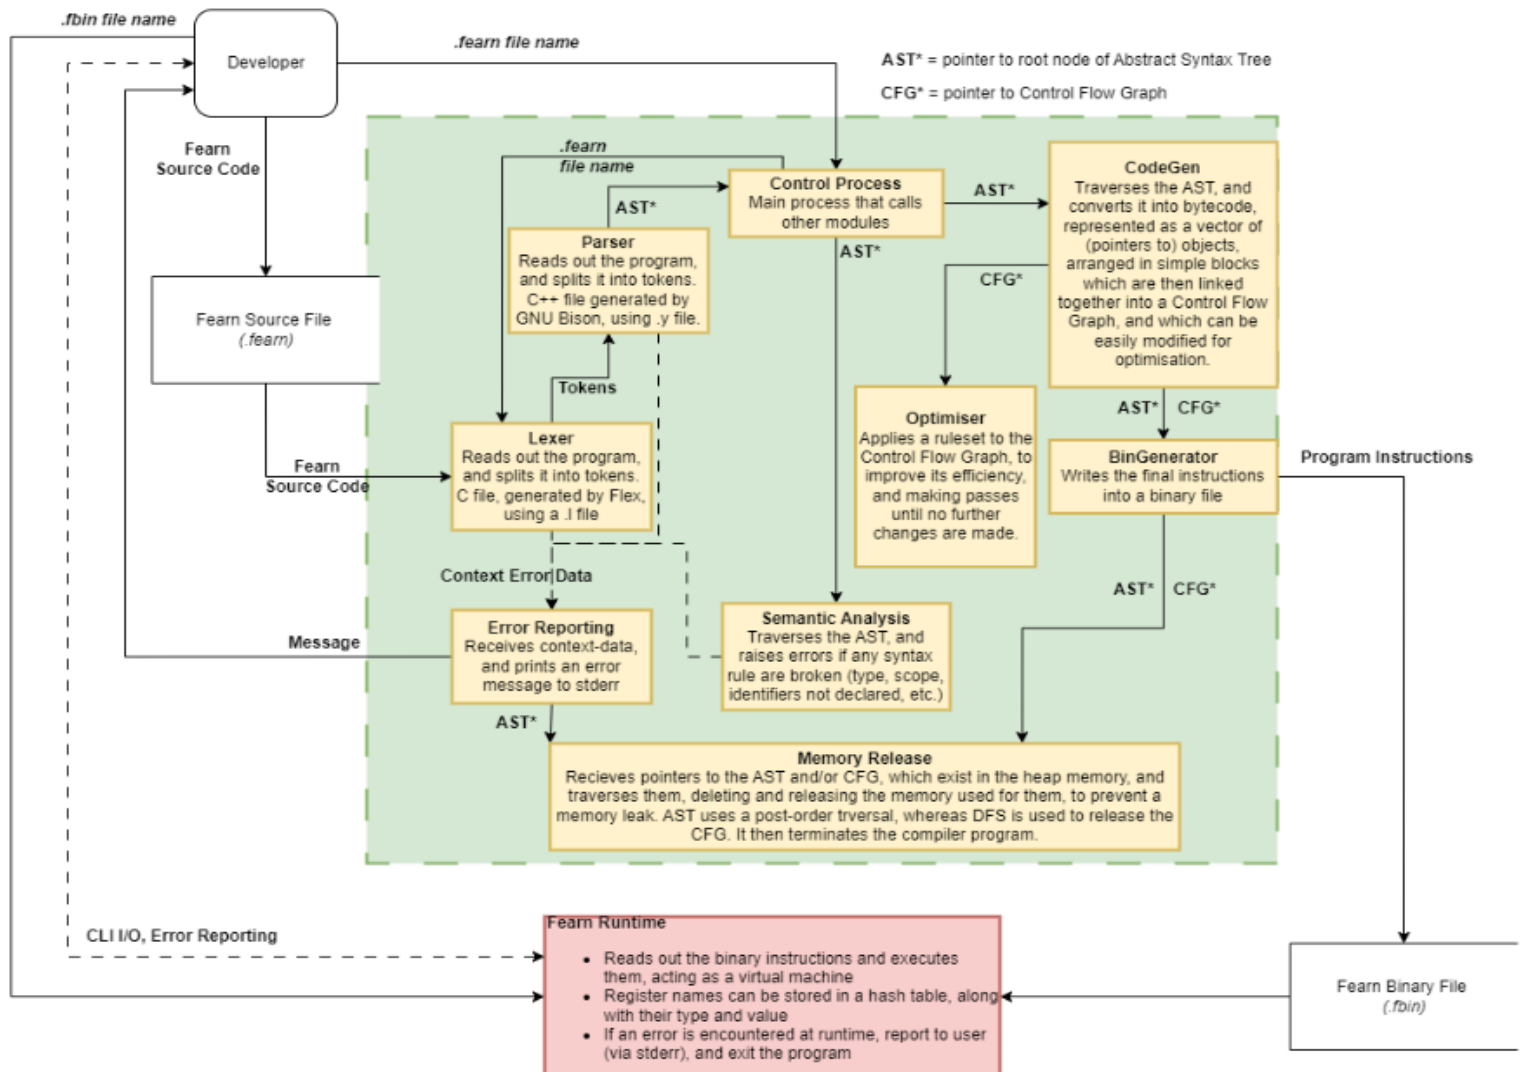 .fbin file name
Developer
.fearn file name
AST* = pointer to root node of Abstract Syntax Tree
CFG* = pointer to Control Flow Graph
Fearn
Source Code
.fearn
file name
Control Process
Main process that calls
other modules
AST*
CodeGen
Traverses the AST, and
converts it into bytecode,
represented as a vector of
(pointers to) objects,
arranged in simple blocks
which are then linked
together into a Control Flow
Graph, and which can be
easily modified for
optimisation.
AST*
Parser
Reads out the program,
and splits it into tokens.
C++ file generated by
GNU Bison, using .y file.
AST*
CFG*
Fearn Source File
(.fearn)
Tokens
Lexer
Reads out the program,
and splits it into tokens.
C file, generated by Flex,
using a .l file
Fearn
Source Code
Optimiser
Applies a ruleset to the
Control Flow Graph, to
improve its efficiency,
and making passes
until no further
changes are made.
AST*
CFG*
BinGenerator
Writes the final instructions
into a binary file
Program Instructions
Context Error Data
AST*
CFG*
Error Reporting
Receives context-data,
and prints an error
message to stderr
Message
Semantic Analysis
Traverses the AST, and
raises errors if any syntax
rule are broken (type, scope,
identifiers not declared, etc.)
AST*
Memory Release
Recieves pointers to the AST and/or CFG, which exist in the heap memory, and
traverses them, deleting and releasing the memory used for them, to prevent a
memory leak. AST uses a post-order trversal, whereas DFS is used to release the
CFG. It then terminates the compiler program.
CLI I/O, Error Reporting
Fearn Runtime
• Reads out the binary instructions and executes
them, acting as a virtual machine
• Register names can be stored in a hash table, along
with their type and value
• If an error is encountered at runtime, report to user
(via stderr), and exit the program
Fearn Binary File
(.fbin)